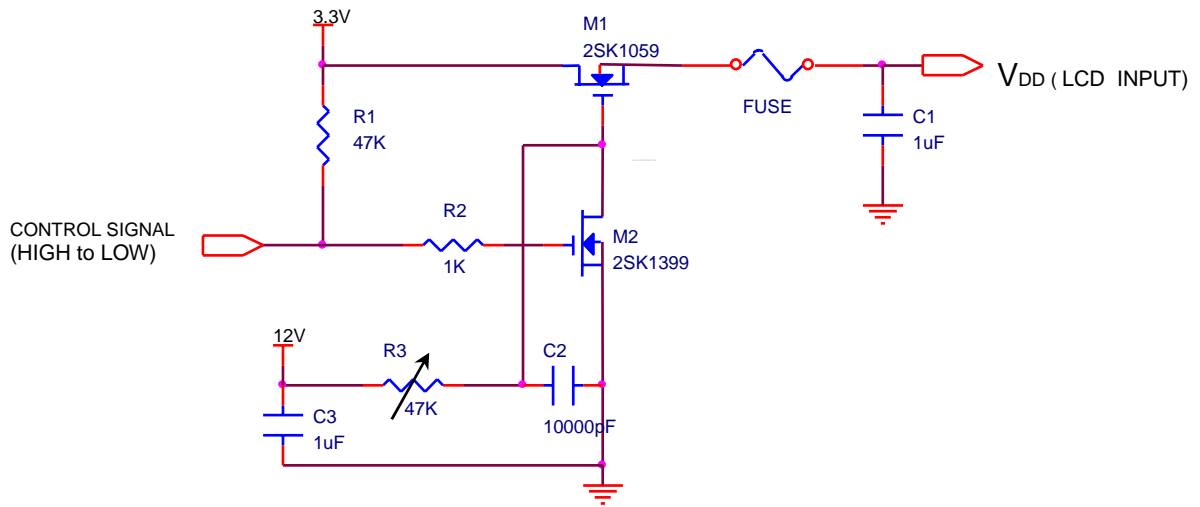 3.3V
M1
2SK1059
FUSE
VDD ( LCD INPUT)
R1
47K
C1
1uF
CONTROL SIGNAL
(HIGH to LOW)
R2
1K
M2
2SK1399
12V
R3
47K
C2
10000pF
C3
1uF